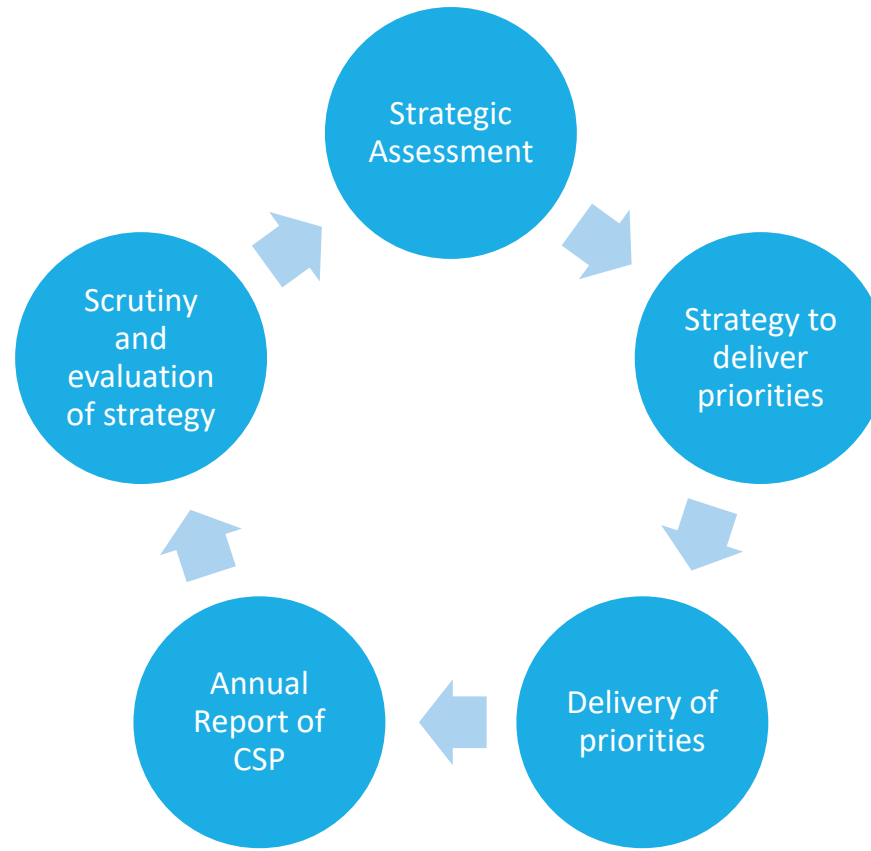 Strategic
Assessment
Strategy to
deliver
priorities
Delivery of
priorities
Annual
Report of
CSP
Scrutiny
and
evaluation
of strategy